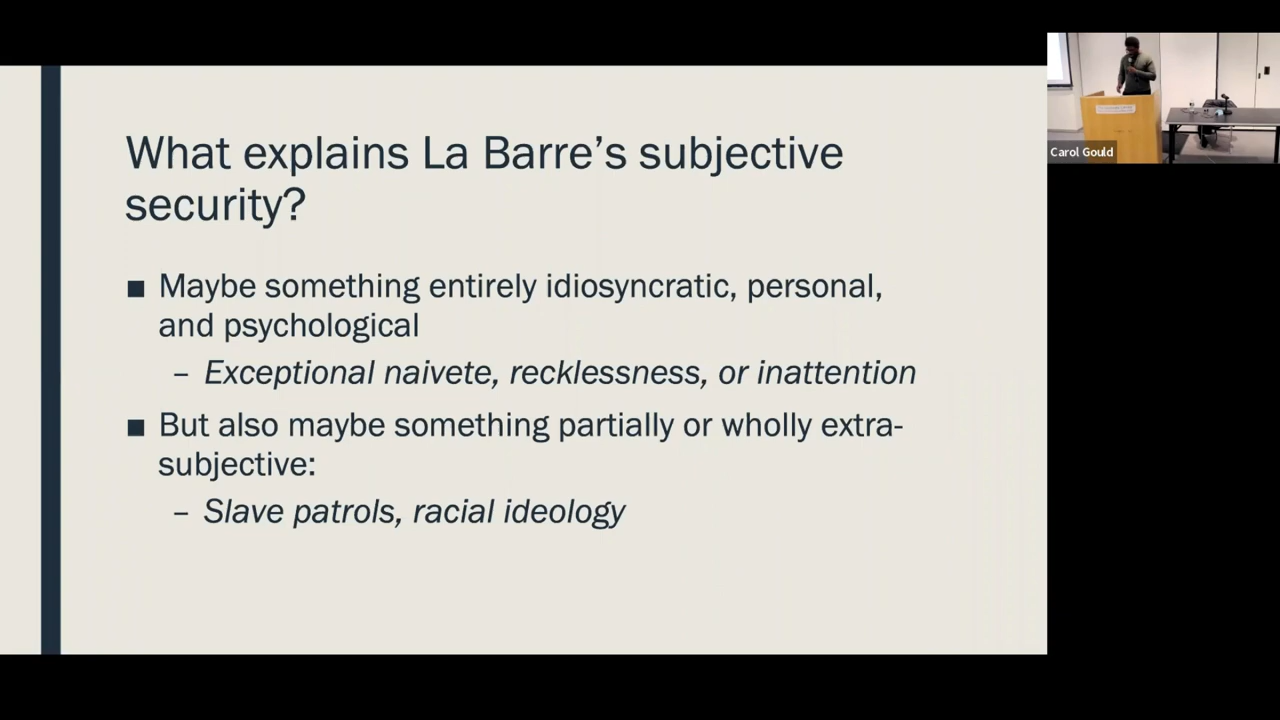 What explains La Barre’s subjective
security?
■ Maybe something entirely idiosyncratic, personal,
and psychological
– Exceptional naivete, recklessness, or inattention
■ But also maybe something partially or wholly extra-
subjective:
– Slave patrols, racial ideology
Carol Gould